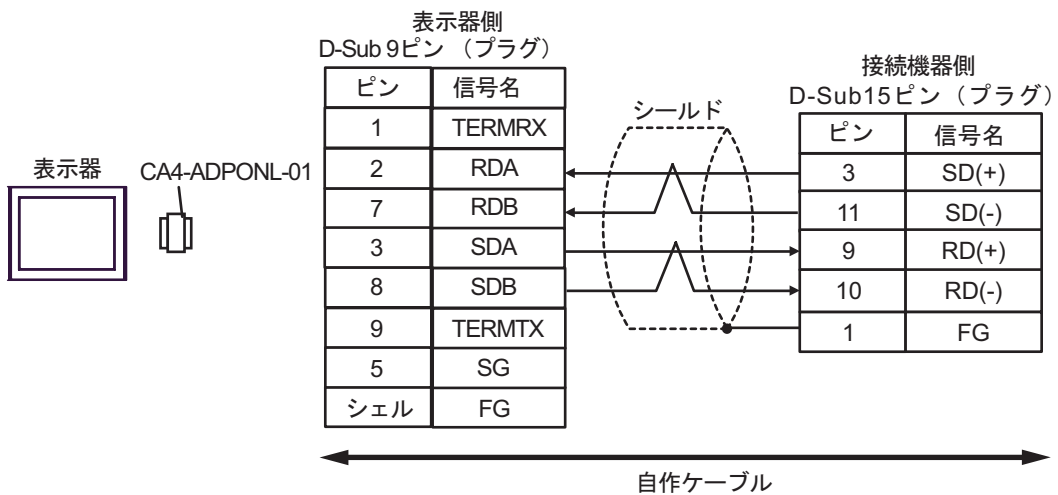 表示器側
D-Sub 9ピン （プラグ）
接続機器側
D-Sub15ピン（プラグ）
シールド
表示器
CA4-ADPONL-01
ピン 信号名
1 TERMRX
2 RDA
7 RDB
3 SDA
8 SDB
9 TERMTX
5 SG
シェル FG
ピン 信号名
3 SD(+)
11 SD(-)
9 RD(+)
10 RD(-)
1 FG
自作ケーブル